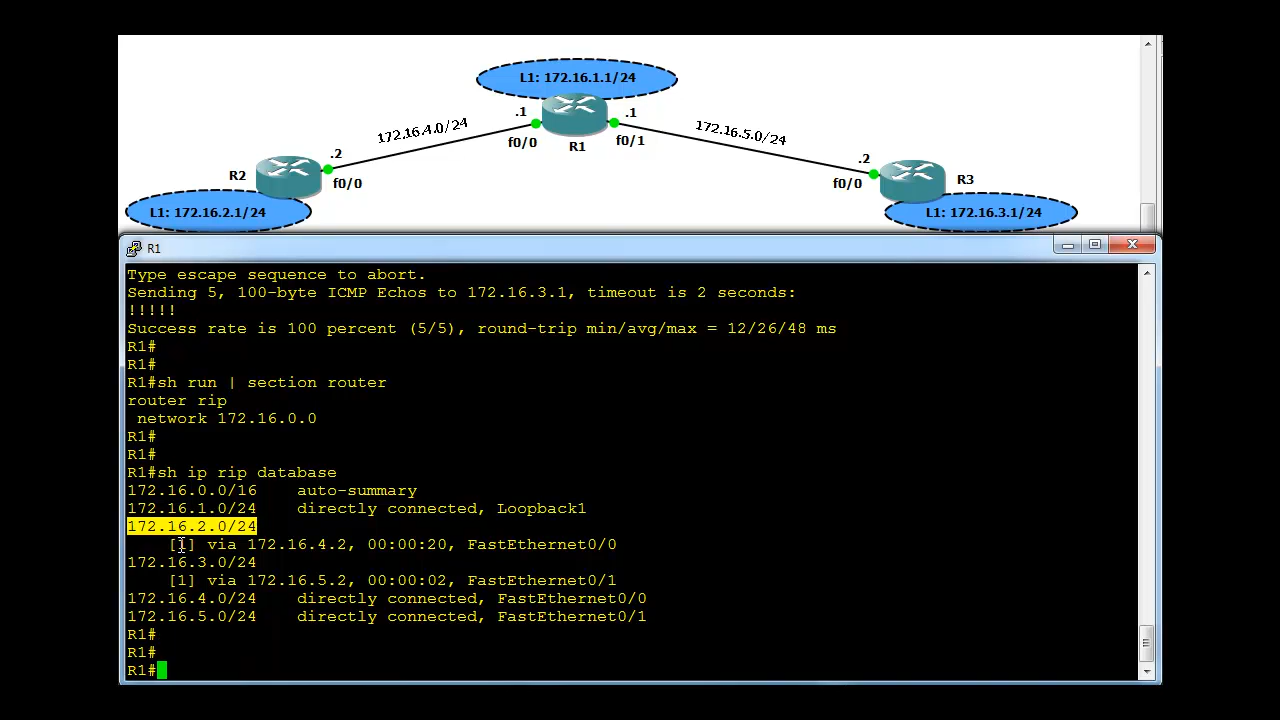 L1: 172.16.1.1/24
.1
.1
172.16.4.0/24
172.16.5.0/24
f0/0
R1
f0/1
.2
.2
R2
f0/0
f0/0
R3
L1: 172.16.2.1/24
L1: 172.16.3.1/24
R1
Type escape sequence to abort.
Sending 5, 100-byte ICMP Echos to 172.16.3.1, timeout is 2 seconds:
!!!!!
Success rate is 100 percent (5/5), round-trip min/avg/max = 12/26/48 ms
R1#
R1#
R1#sh run | section router
router rip
 network 172.16.0.0
R1#
R1#
R1#sh ip rip database
172.16.0.0/16    auto-summary
172.16.1.0/24    directly connected, Loopback1
172.16.2.0/24
    [1] via 172.16.4.2, 00:00:20, FastEthernet0/0
172.16.3.0/24
    [1] via 172.16.5.2, 00:00:02, FastEthernet0/1
172.16.4.0/24    directly connected, FastEthernet0/0
172.16.5.0/24    directly connected, FastEthernet0/1
R1#
R1#
R1#